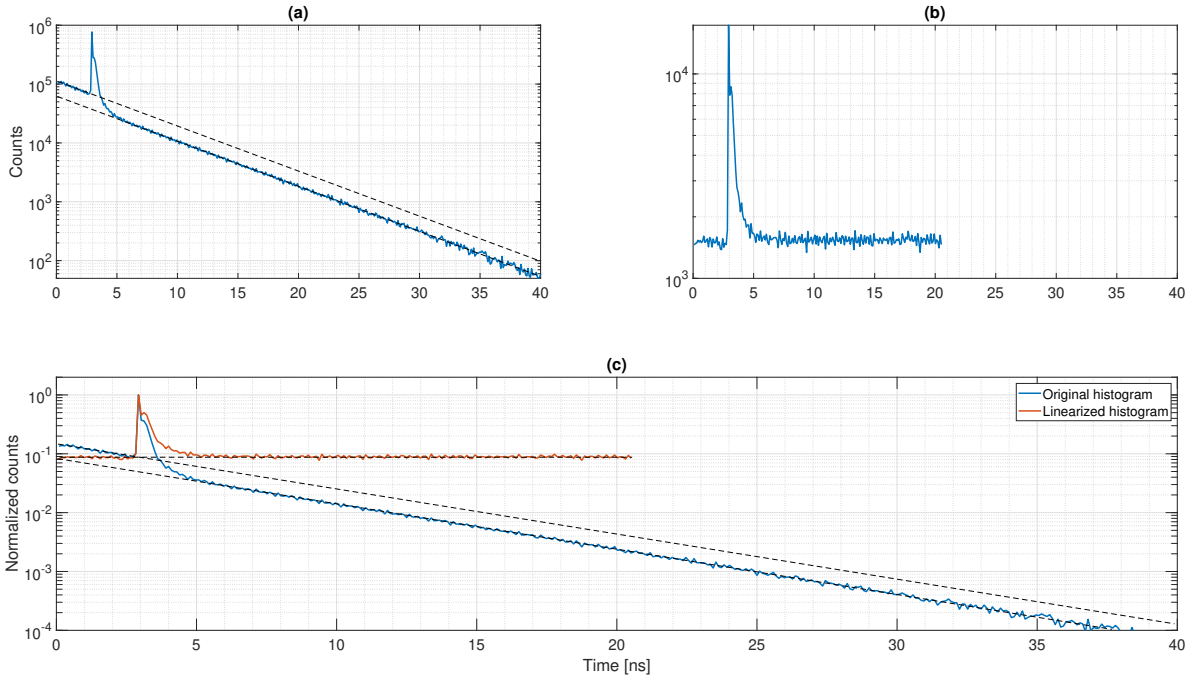 (a)
10^6
10^5
10^4
10^3
10^2
Counts
0 5 10 15 20 25 30 35 40
(b)
10^4
10^3
0 5 10 15 20 25 30 35 40
(c)
10^0
10^-1
10^-2
10^-3
10^-4
Normalized counts
Original histogram
Linearized histogram
0 5 10 15 20 25 30 35 40
Time [ns]